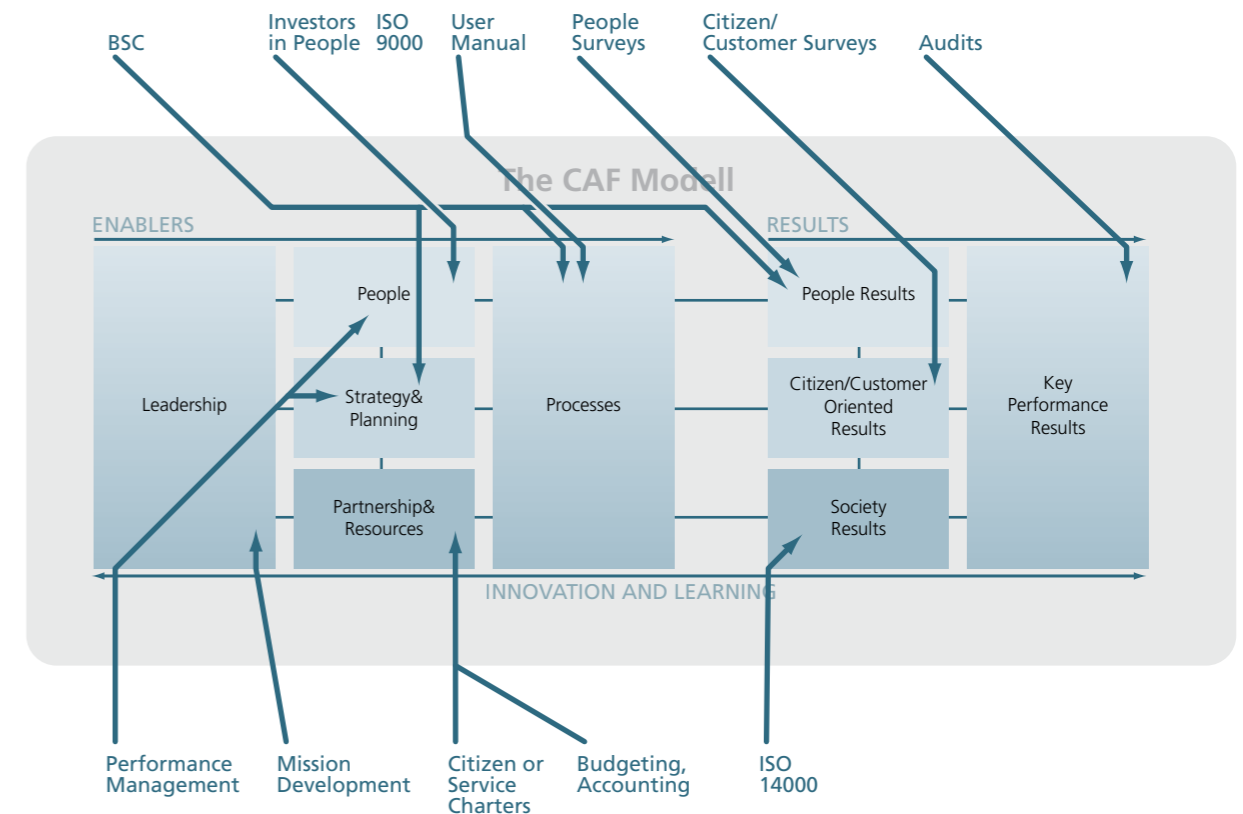 BSC
Investors
in People
ISO
9000
User
Manual
People
Surveys
Citizen/
Customer Surveys
Audits
The CAF Modell
ENABLERS
RESULTS
Leadership
People
Strategy&
Planning
Partnership&
Resources
Processes
People Results
Citizen/Customer
Oriented
Results
Society
Results
Key
Performance
Results
INNOVATION AND LEARNING
Performance
Management
Mission
Development
Citizen or
Service
Charters
Budgeting,
Accounting
ISO
14000